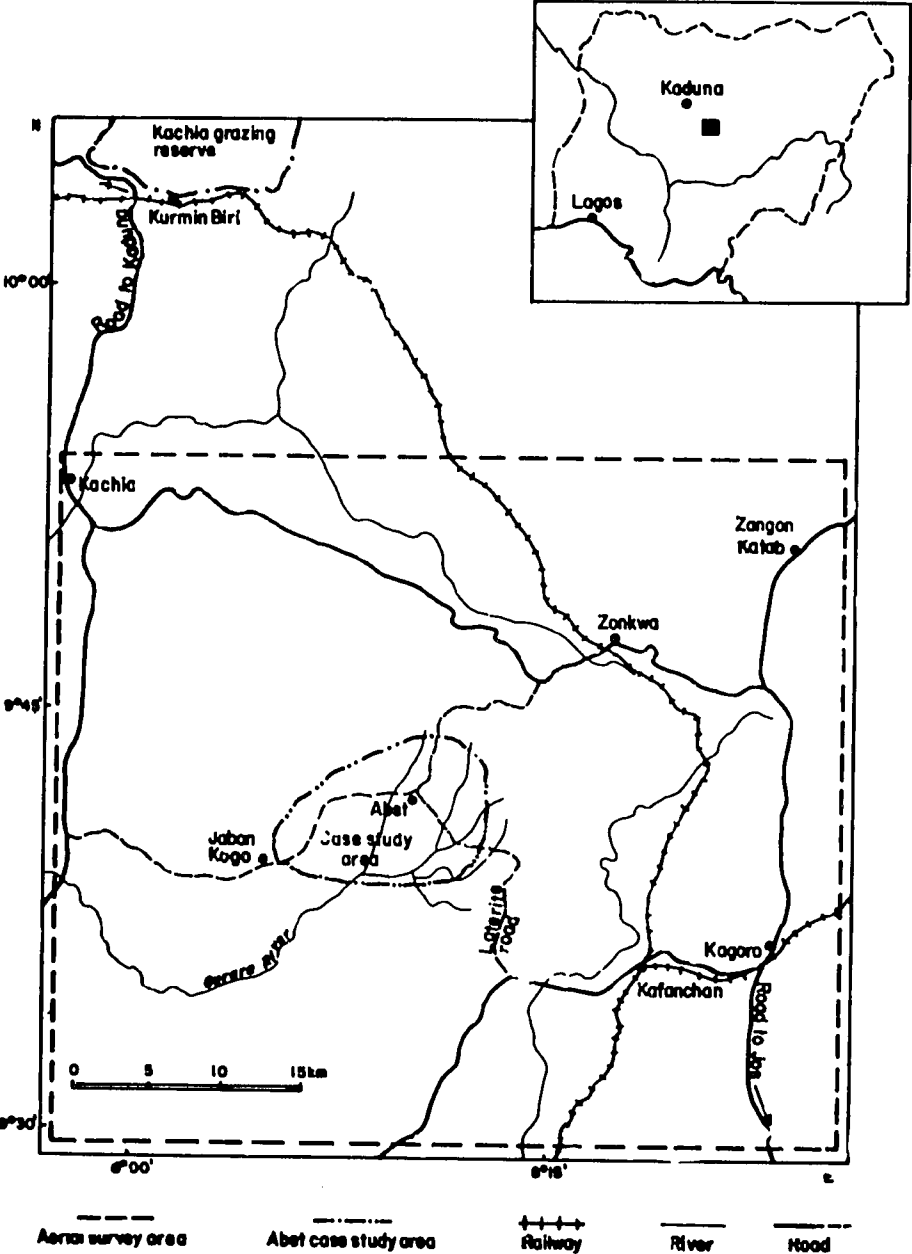 Kaduna
Lagos
N
Kachia grazing
reserve
Kurmin Biri
Road to Kaduna
10°00'
Kachia
Zangon
Katab
Zonkwa
9°45'
Abet
Jaban
Kogo
Case study
area
Laterite
road
Gurara River
Kagoro
Kafanchan
Road to Jos
0 5 10 15km
9°30'
8°00'
8°15'
E
Aerial survey area
Abet case study area
Railway
River
Road